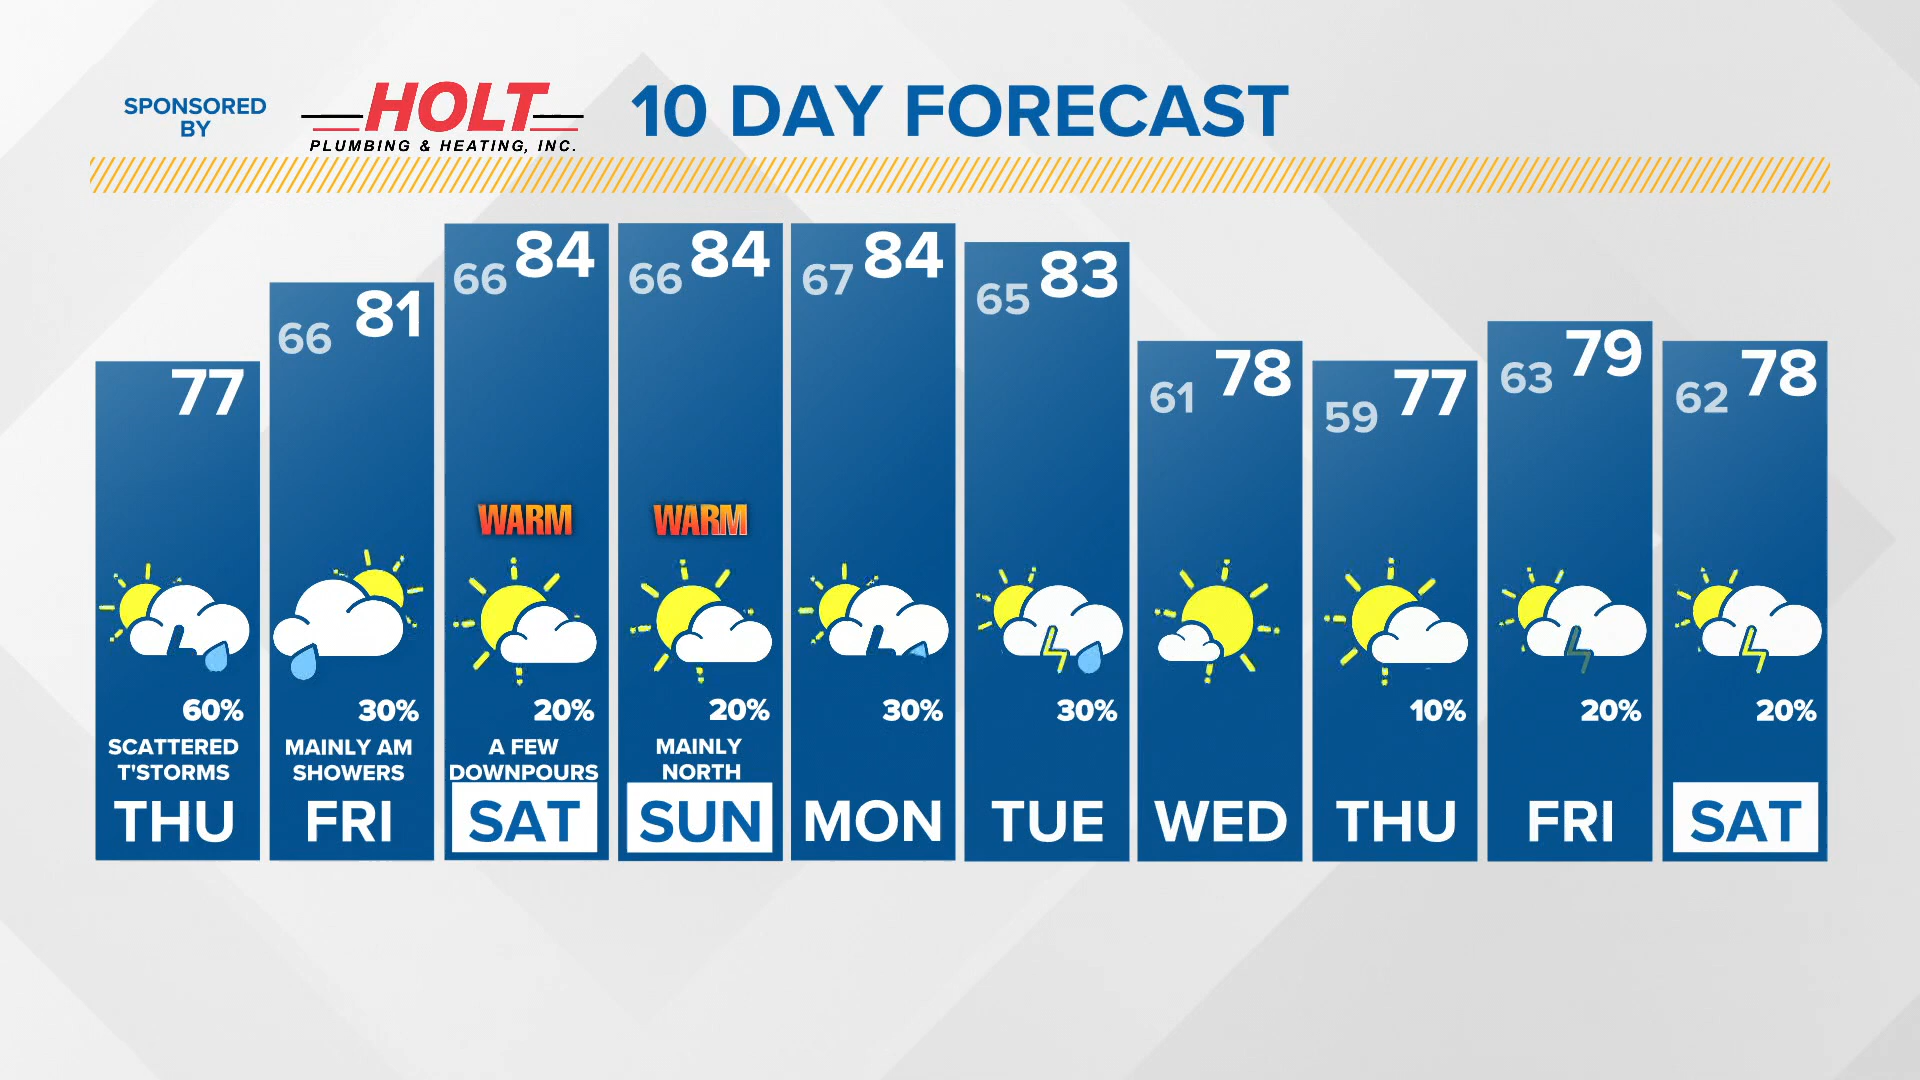 SPONSORED
BY
HOLT
PLUMBING & HEATING, INC.
10 DAY FORECAST
77
60%
SCATTERED
T'STORMS
THU
66 81
30%
MAINLY AM
SHOWERS
FRI
66 84
WARM
20%
A FEW
DOWNPOURS
SAT
66 84
WARM
20%
MAINLY
NORTH
SUN
67 84
30%
MON
65 83
30%
TUE
61 78
WED
59 77
10%
THU
63 79
20%
FRI
62 78
20%
SAT